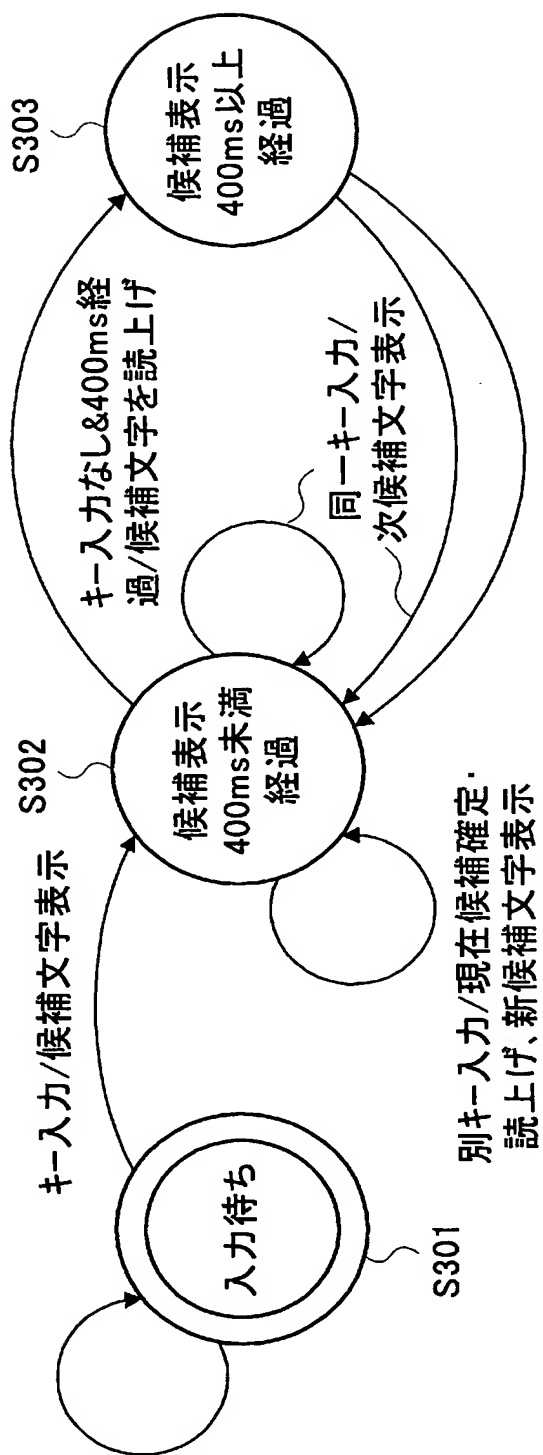 S301
入力待ち
キー入力/候補文字表示
S302
候補表示
400ms未満
経過
別キー入力/現在候補確定・
読上げ、新候補文字表示
キー入力なし&400ms経
過/候補文字を読上げ
同一キー入力/
次候補文字表示
S303
候補表示
400ms以上
経過